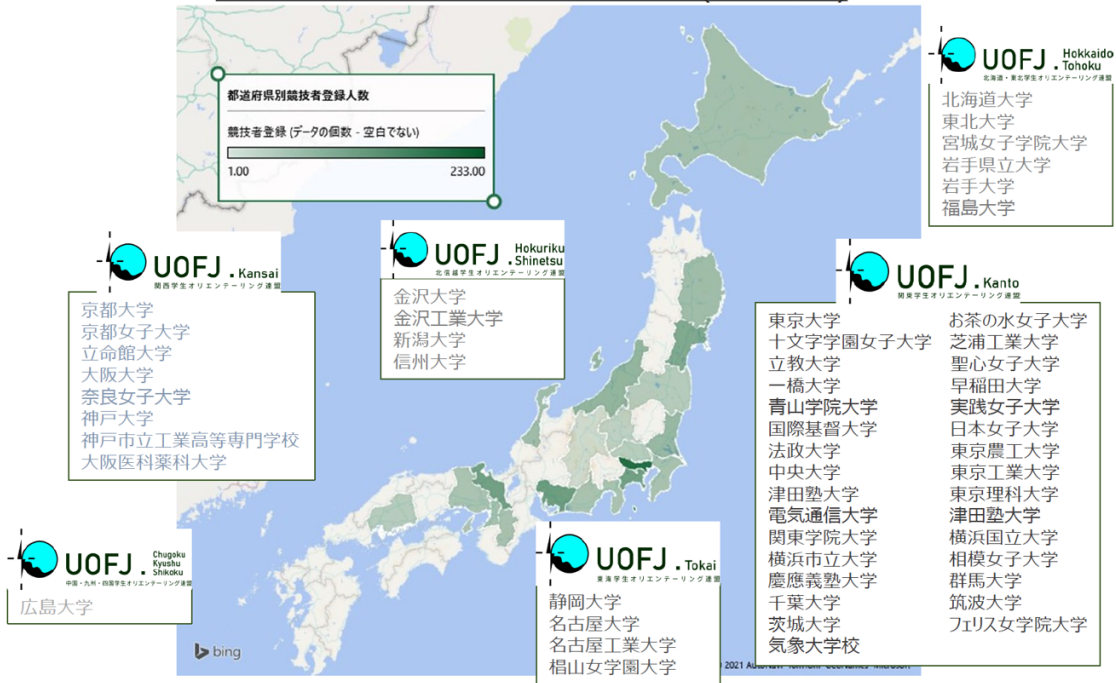 都道府県別競技者登録人数
競技者登録 (データの個数 - 空白でない)
1.00 233.00
UOFJ . Hokkaido Tohoku
北海道・東北学生オリエンテーリング連盟
北海道大学
東北大学
宮城女子学院大学
岩手県立大学
岩手大学
福島大学
UOFJ . Kansai
関西学生オリエンテーリング連盟
京都大学
京都女子大学
立命館大学
大阪大学
奈良女子大学
神戸大学
神戸市立工業高等専門学校
大阪医科薬科大学
UOFJ . Hokuriku Shinetsu
北信越学生オリエンテーリング連盟
金沢大学
金沢工業大学
新潟大学
信州大学
UOFJ . Kanto
関東学生オリエンテーリング連盟
東京大学
十文字学園女子大学
立教大学
一橋大学
青山学院大学
国際基督大学
法政大学
中央大学
津田塾大学
電気通信大学
関東学院大学
横浜市立大学
慶應義塾大学
千葉大学
茨城大学
気象大学校
お茶の水女子大学
芝浦工業大学
聖心女子大学
早稲田大学
実践女子大学
日本女子大学
東京農工大学
東京工業大学
東京理科大学
津田塾大学
横浜国立大学
相模女子大学
群馬大学
筑波大学
フェリス女学院大学
UOFJ . Chugoku Kyushu Shikoku
中国・九州・四国学生オリエンテーリング連盟
広島大学
UOFJ . Tokai
東海学生オリエンテーリング連盟
静岡大学
名古屋大学
名古屋工業大学
椙山女学園大学
bing
2021